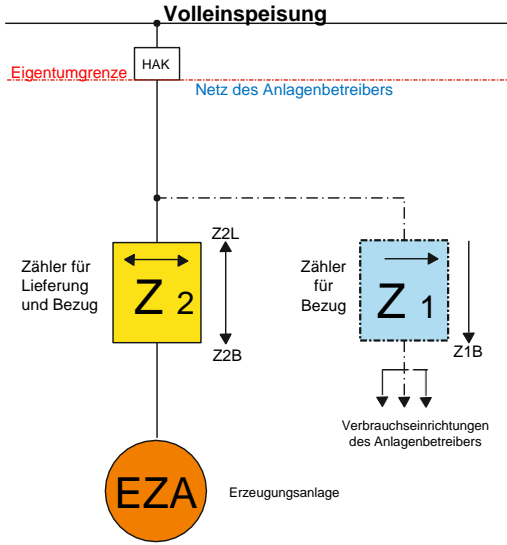 Volleinspeisung
HAK
Eigentumgrenze
Netz des Anlagenbetreibers
Z2L
Zähler für
Lieferung
und Bezug
Z 2
Z2B
Zähler
für
Bezug
Z 1
Z1B
Verbrauchseinrichtungen
des Anlagenbetreibers
EZA
Erzeugungsanlage